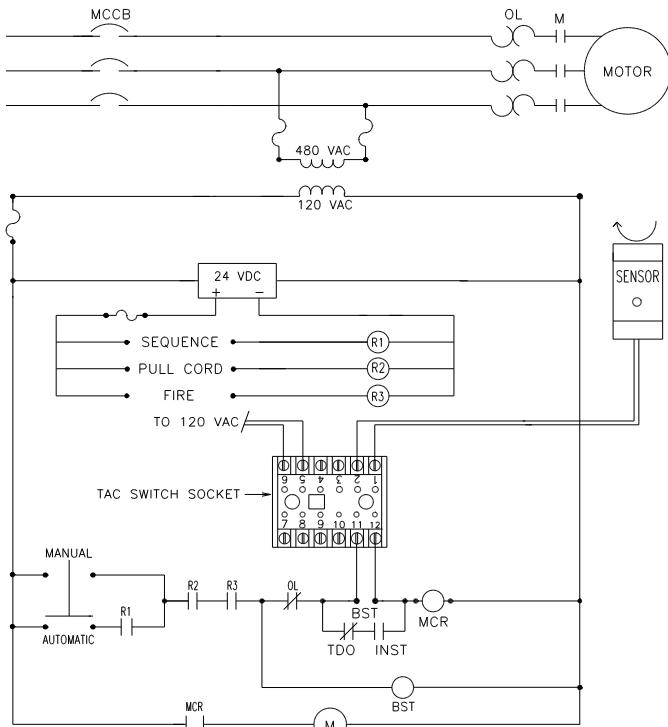 MCCB
OL
M
MOTOR
480 VAC
120 VAC
24 VDC
+ −
SENSOR
SEQUENCE
R1
PULL CORD
R2
FIRE
R3
TO 120 VAC
6 5 4 3 2 1
TAC SWITCH SOCKET
7 8 9 10 11 12
MANUAL
R1
AUTOMATIC
R2
R3
OL
BST
MCR
TDO
INST
BST
MCR
M